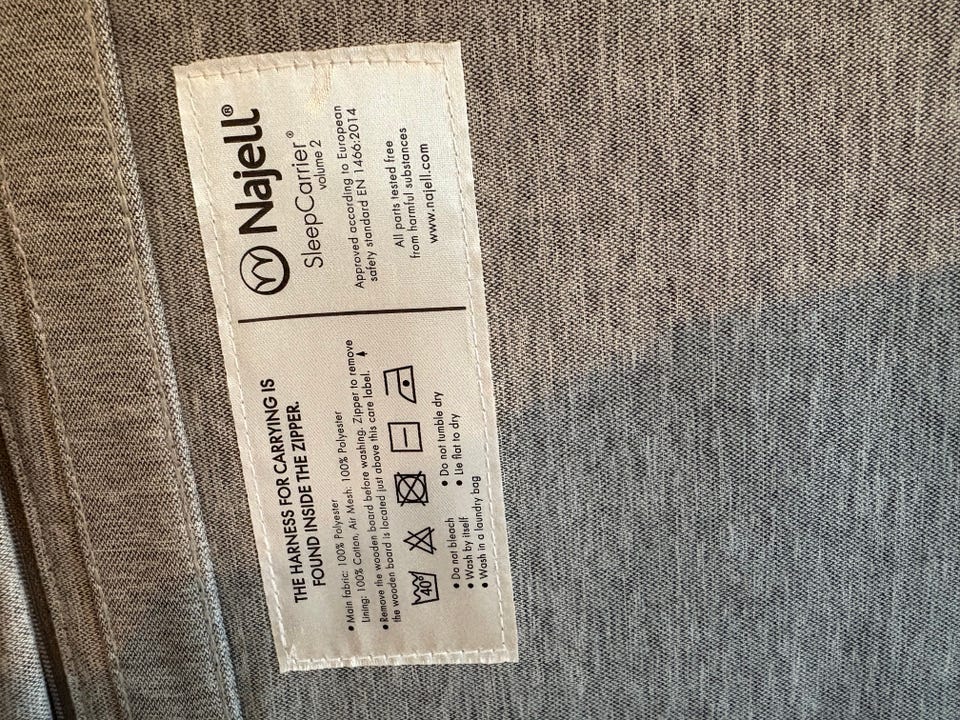 THE HARNESS FOR CARRYING IS
FOUND INSIDE THE ZIPPER.
• Main fabric: 100% Polyester
Lining: 100% Cotton, Air Mesh: 100% Polyester
• Remove the wooden board before washing. Zipper to remove
the wooden board is located just above this care label.
40°
• Do not bleach
• Wash by itself
• Wash in a laundry bag
• Do not tumble dry
• Lie flat to dry
Najell®
SleepCarrier®
volume 2
Approved according to European
safety standard EN 1466:2014
All parts tested free
from harmful substances
www.najell.com